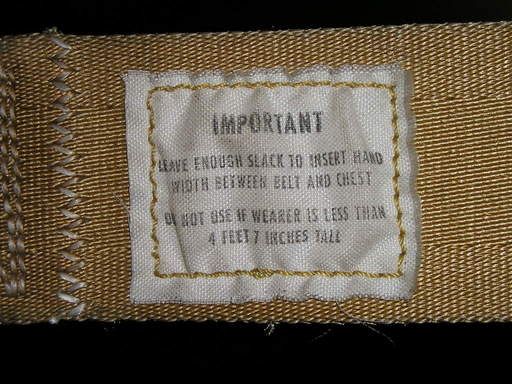 IMPORTANT
LEAVE ENOUGH SLACK TO INSERT HAND
WIDTH BETWEEN BELT AND CHEST
DO NOT USE IF WEARER IS LESS THAN
4 FEET 7 INCHES TALL